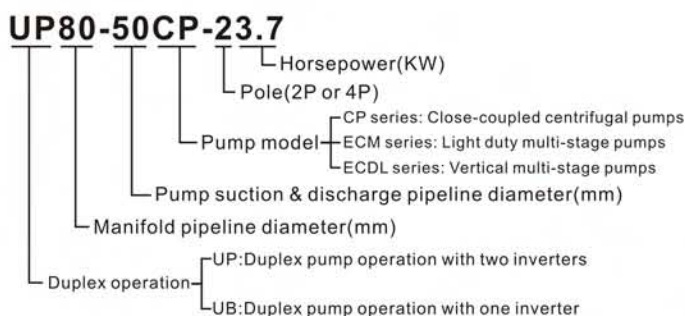 UP80-50CP-23.7
Horsepower(KW)
Pole(2P or 4P)
CP series: Close-coupled centrifugal pumps
Pump model
ECM series: Light duty multi-stage pumps
ECDL series: Vertical multi-stage pumps
Pump suction & discharge pipeline diameter(mm)
Manifold pipeline diameter(mm)
UP:Duplex pump operation with two inverters
Duplex operation
UB:Duplex pump operation with one inverter